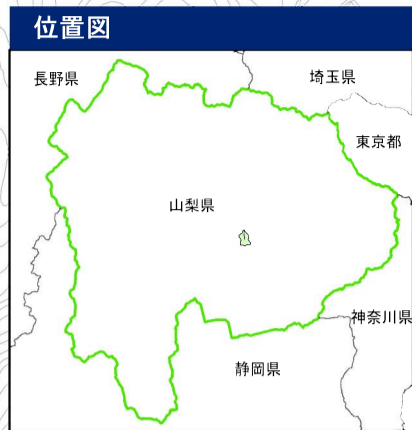 位置図
長野県
埼玉県
東京都
山梨県
神奈川県
静岡県